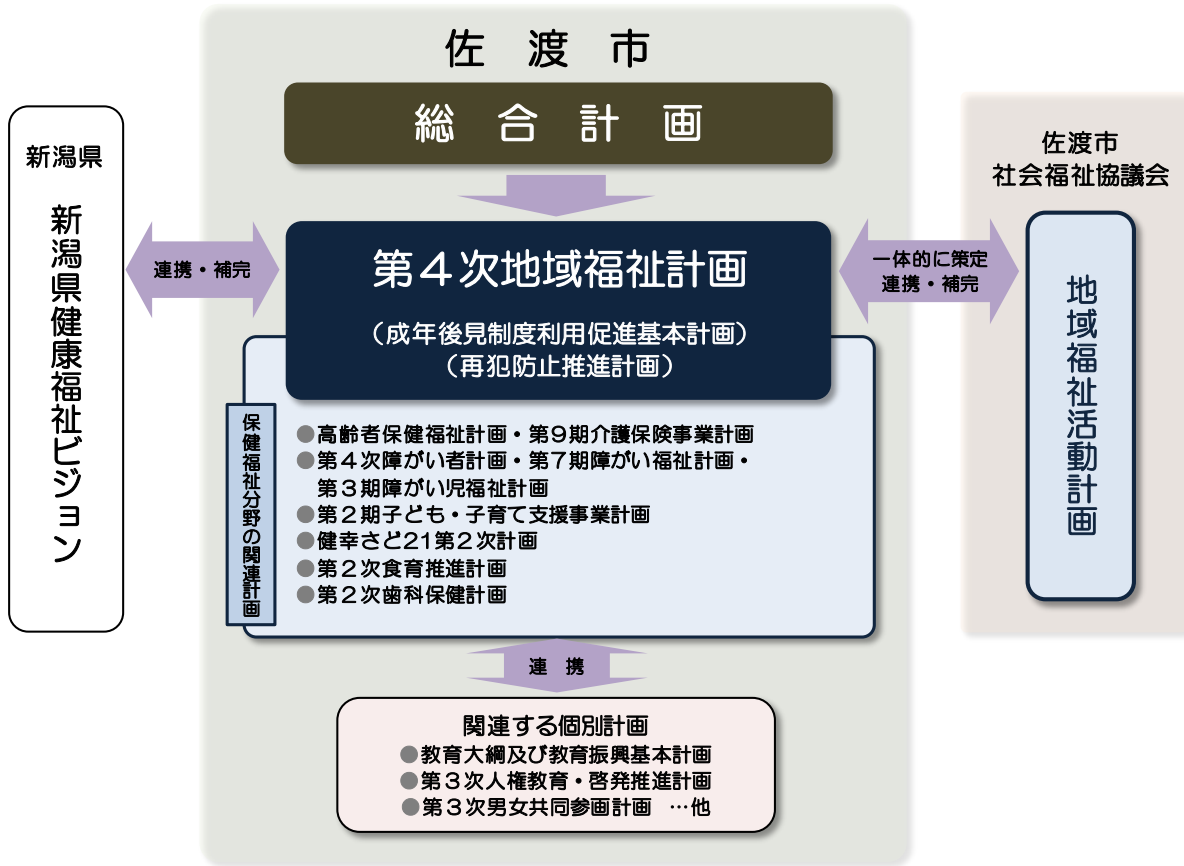 佐渡市
総合計画
新潟県
新潟県健康福祉ビジョン
連携・補完
第４次地域福祉計画
（成年後見制度利用促進基本計画）
（再犯防止推進計画）
一体的に策定
連携・補完
佐渡市
社会福祉協議会
地域福祉活動計画
保健福祉分野の関連計画
●高齢者保健福祉計画・第９期介護保険事業計画
●第４次障がい者計画・第７期障がい福祉計画・
第３期障がい児福祉計画
●第２期子ども・子育て支援事業計画
●健幸さど21第２次計画
●第２次食育推進計画
●第２次歯科保健計画
連　携
関連する個別計画
●教育大綱及び教育振興基本計画
●第３次人権教育・啓発推進計画
●第３次男女共同参画計画　…他